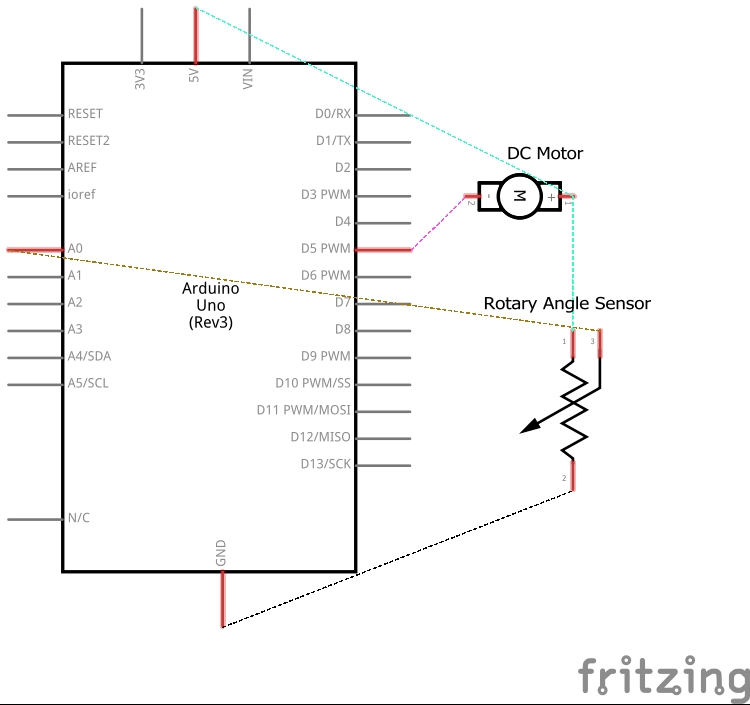 3V3
5V
VIN
RESET
RESET2
AREF
ioref
A0
A1
A2
A3
A4/SDA
A5/SCL
N/C
D0/RX
D1/TX
D2
D3 PWM
D4
D5 PWM
D6 PWM
D7
D8
D9 PWM
D10 PWM/SS
D11 PWM/MOSI
D12/MISO
D13/SCK
GND
Arduino
Uno
(Rev3)
DC Motor
2
-
M
+
1
Rotary Angle Sensor
1
3
2
fritzing